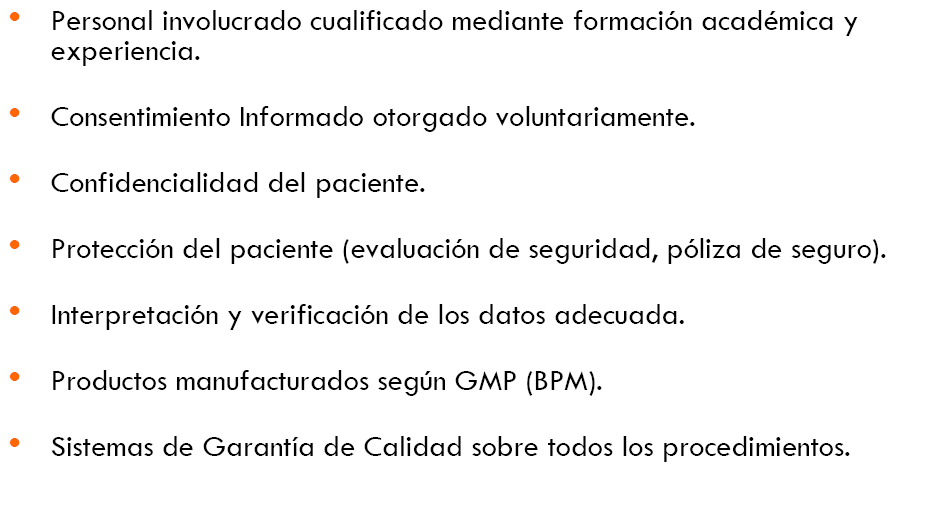 • Personal involucrado cualificado mediante formación académica y
experiencia.
• Consentimiento Informado otorgado voluntariamente.
• Confidencialidad del paciente.
• Protección del paciente (evaluación de seguridad, póliza de seguro).
• Interpretación y verificación de los datos adecuada.
• Productos manufacturados según GMP (BPM).
• Sistemas de Garantía de Calidad sobre todos los procedimientos.